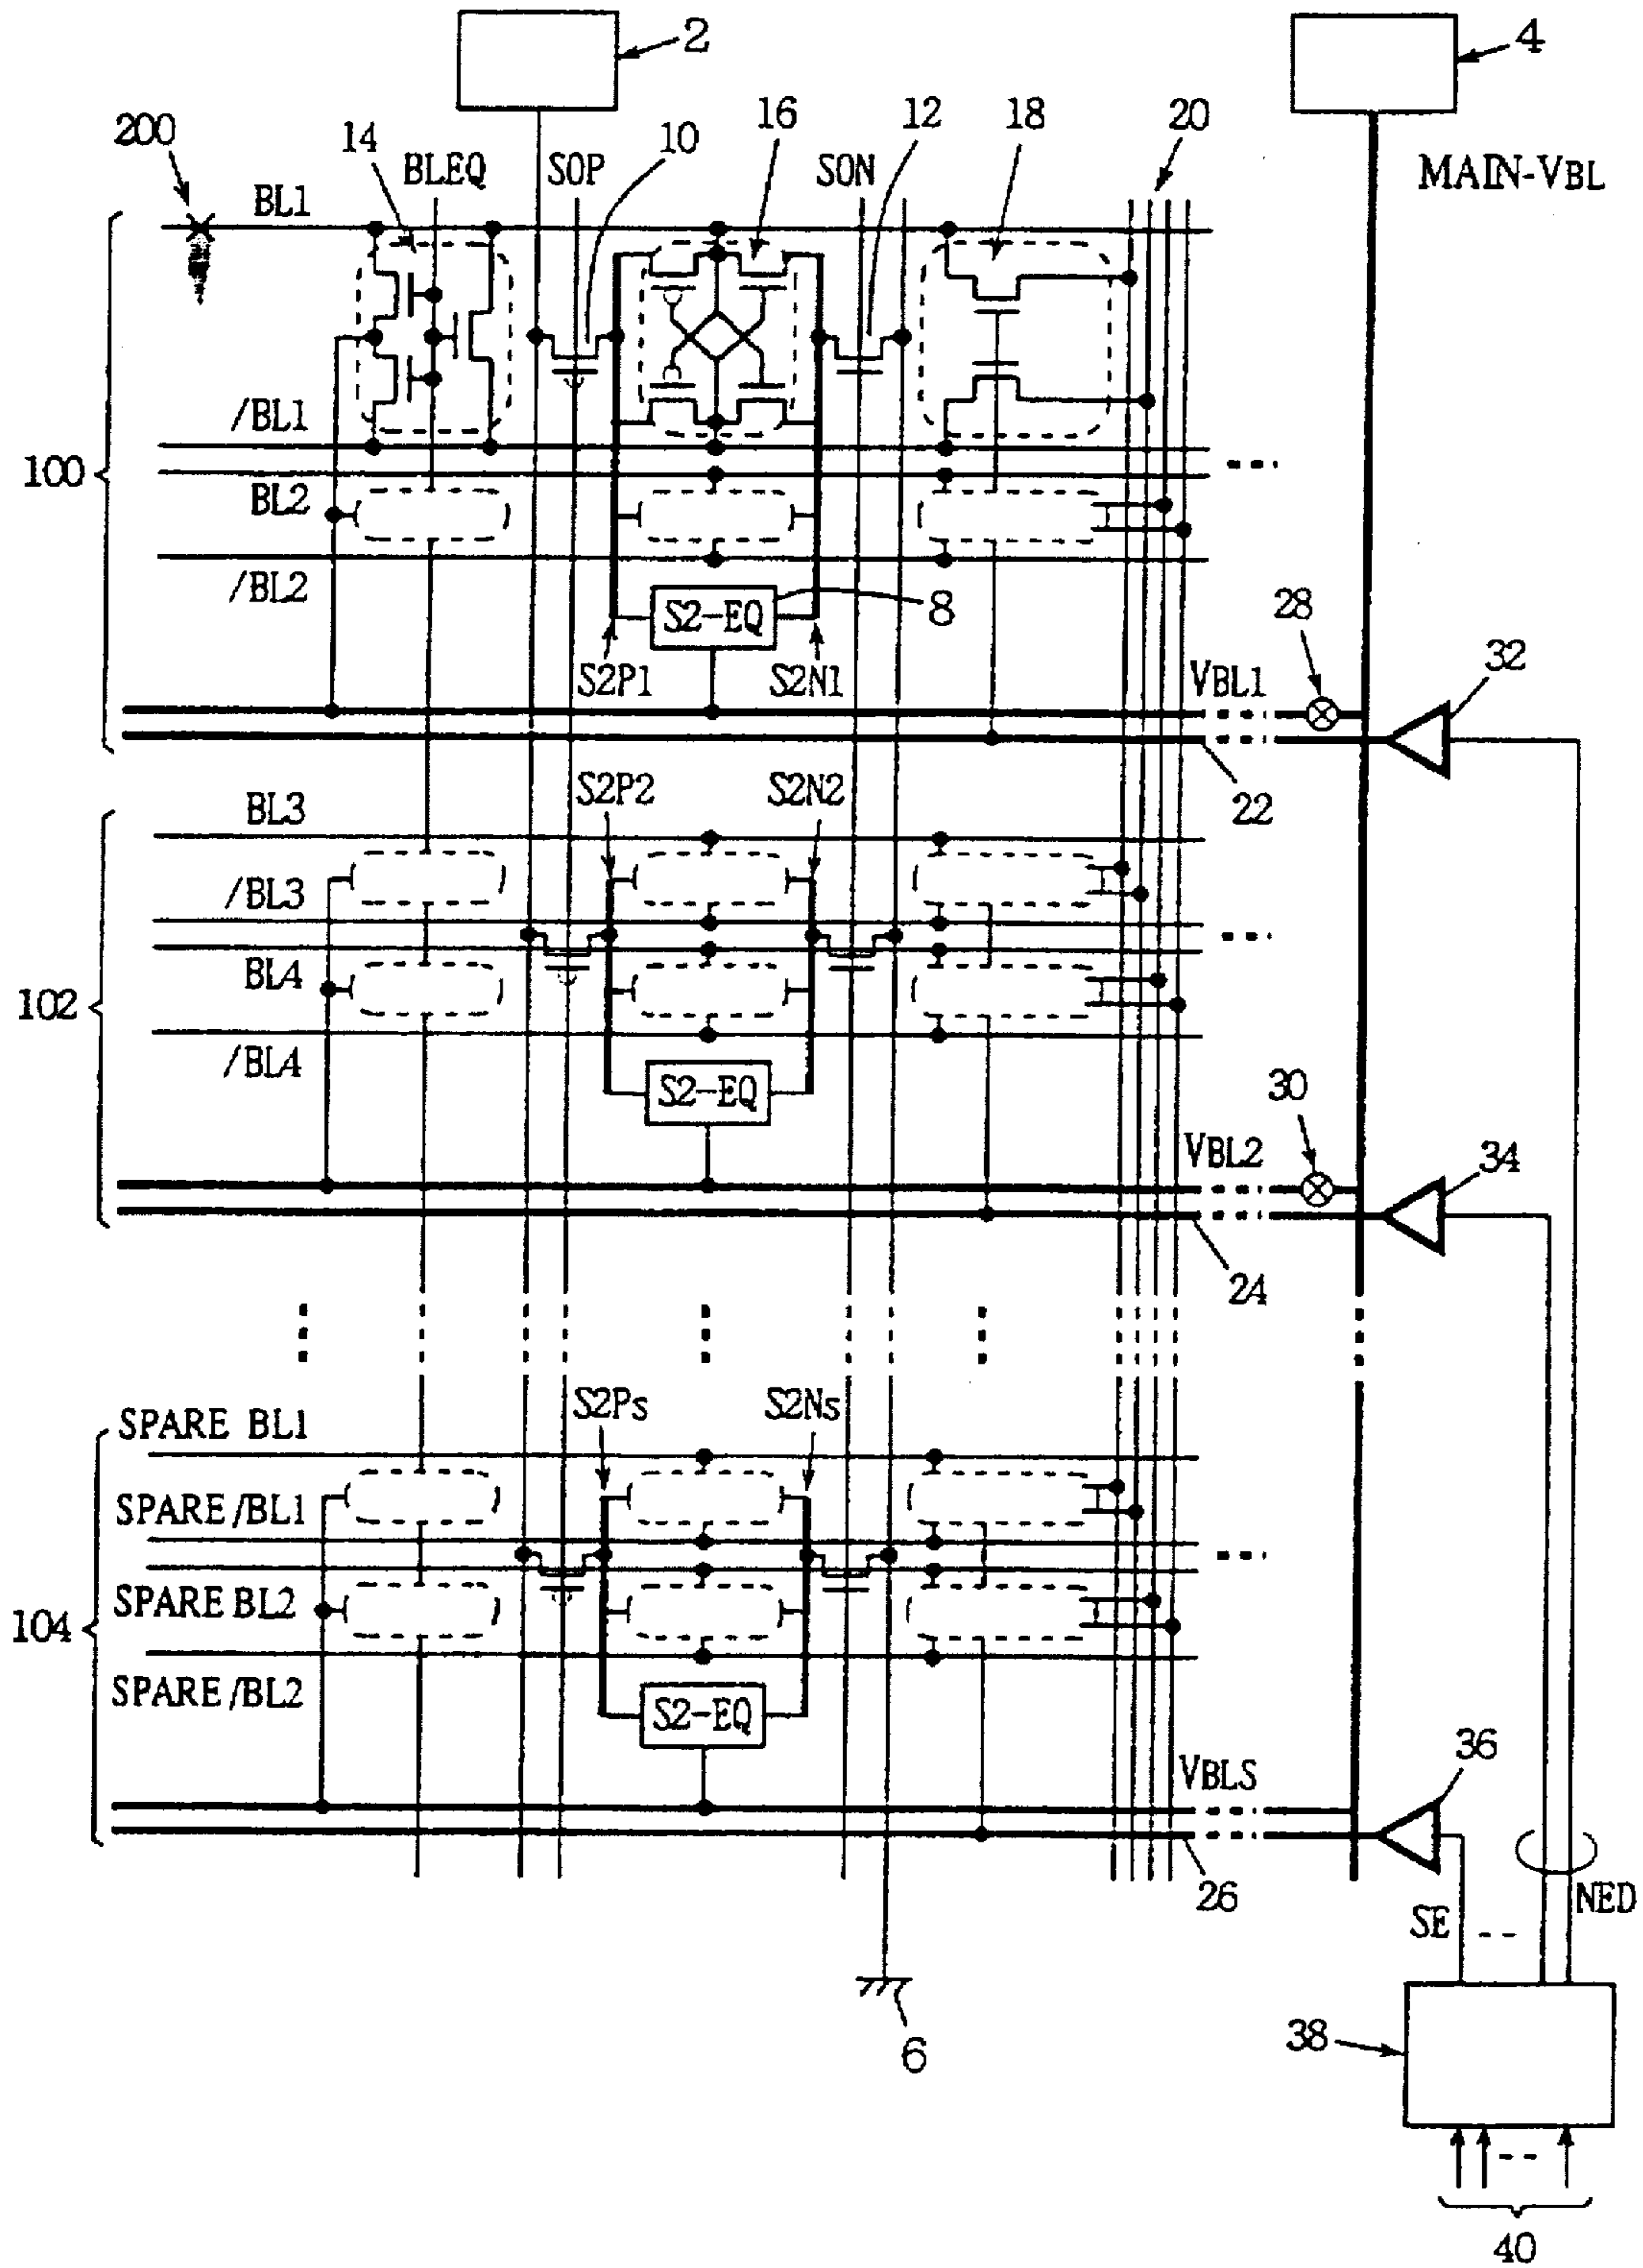 2
4
200
14
BLEQ
SOP
10
16
SON
12
18
20
MAIN-VBL
BL1
/BL1
100
BL2
/BL2
S2-EQ
8
S2P1
S2N1
VBL1
28
32
22
S2P2
S2N2
BL3
/BL3
102
BL4
/BL4
S2-EQ
VBL2
30
34
24
S2Ps
S2Ns
SPARE BL1
SPARE /BL1
104
SPARE BL2
SPARE /BL2
S2-EQ
VBLS
36
26
SE
NED
6
38
40